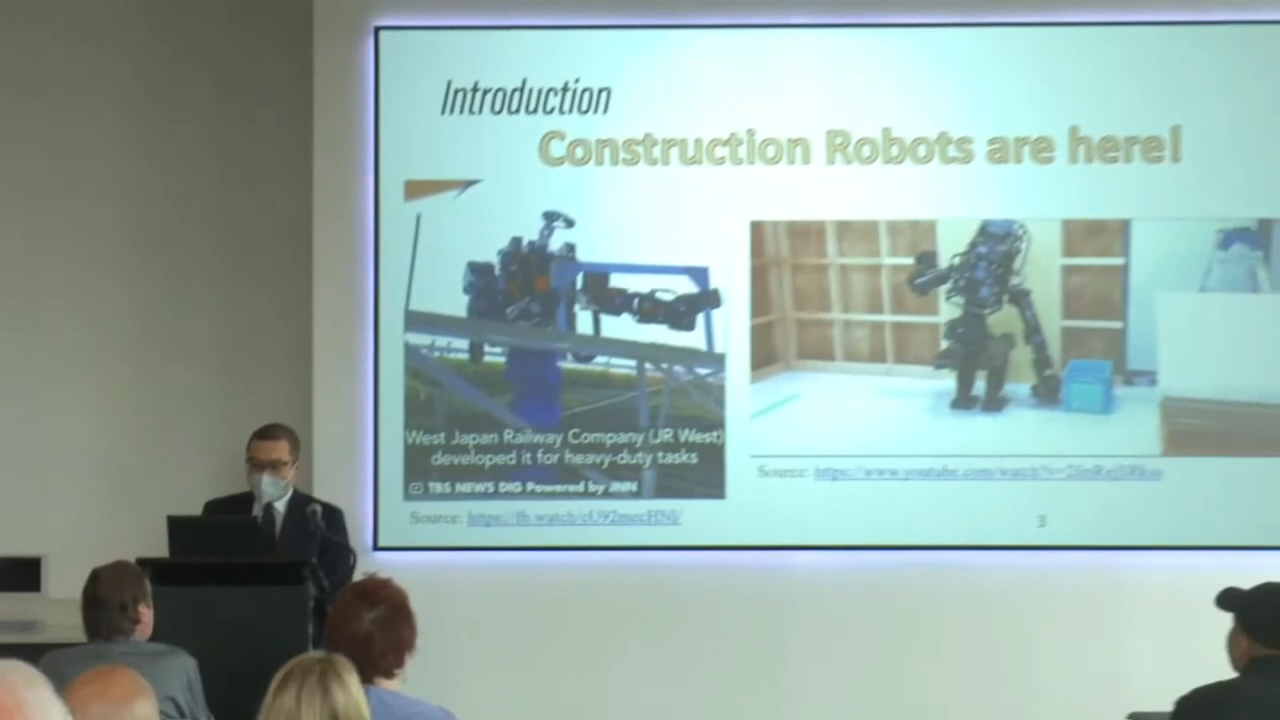 Introduction
Construction Robots are here!
West Japan Railway Company (JR West)
developed it for heavy-duty tasks
TBS NEWS DIG Powered by JNN
Source:
Source:
3